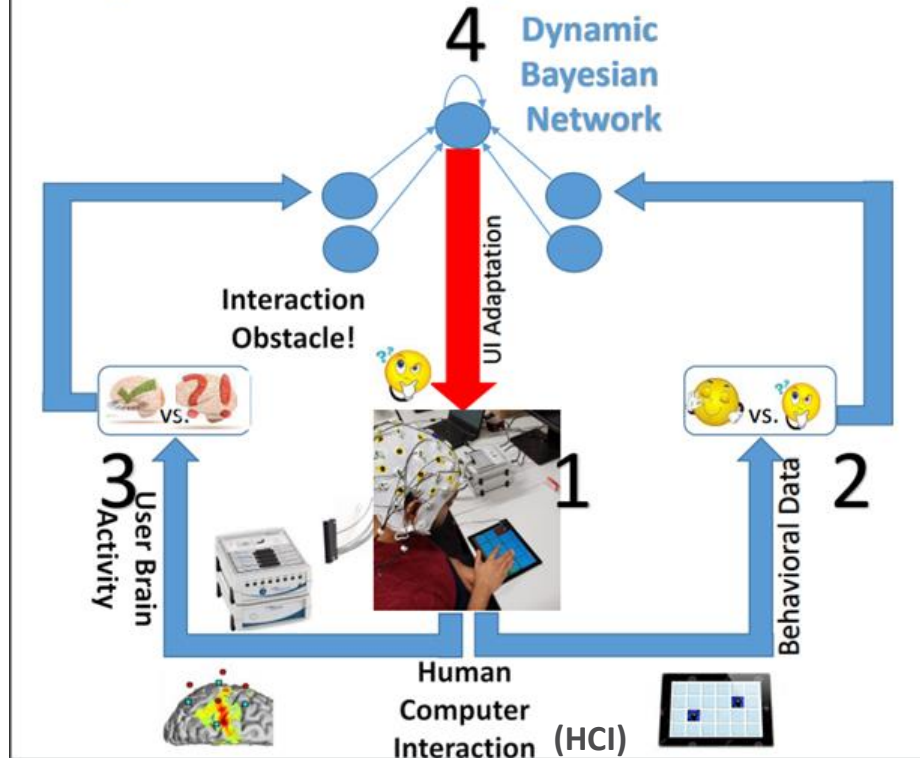 4
Dynamic
Bayesian
Network
Interaction
Obstacle!
UI Adaptation
??
?!
vs.
vs.
??
3
1
2
User Brain
Activity
Behavioral Data
Human
Computer
Interaction (HCI)